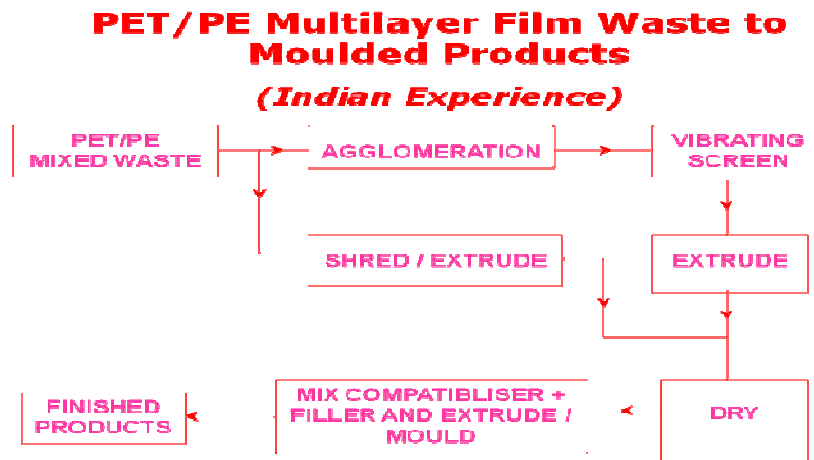 PET/PE Multilayer Film Waste to
Moulded Products
(Indian Experience)
PET/PE
MIXED WASTE
AGGLOMERATION
VIBRATING
SCREEN
SHRED / EXTRUDE
EXTRUDE
FINISHED
PRODUCTS
MIX COMPATIBLISER +
FILLER AND EXTRUDE /
MOULD
DRY